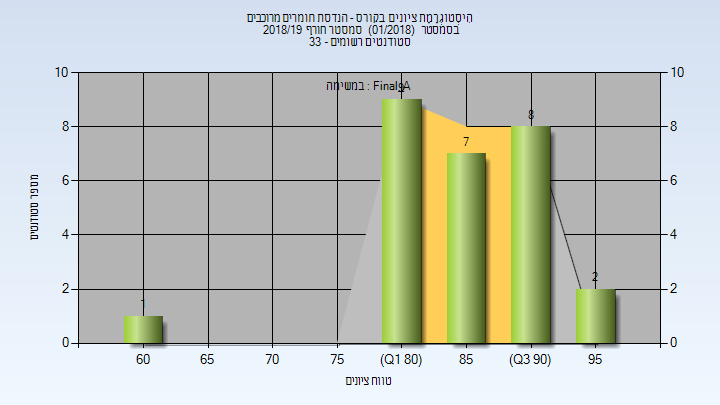 היסטוגרמת ציונים בקורס - הנדסת חומרים מרוכבים
בסמסטר (01/2018) סמסטר חורף 2018/19
סטודנטים רשומים - 33
במשימה : FinalA
10 10
9
8 8
8
7
6 6
4 4
2 2
2
1
0 0
מספר סטודנטים
60 65 70 75 (Q1 80) 85 (Q3 90) 95
טווח ציונים